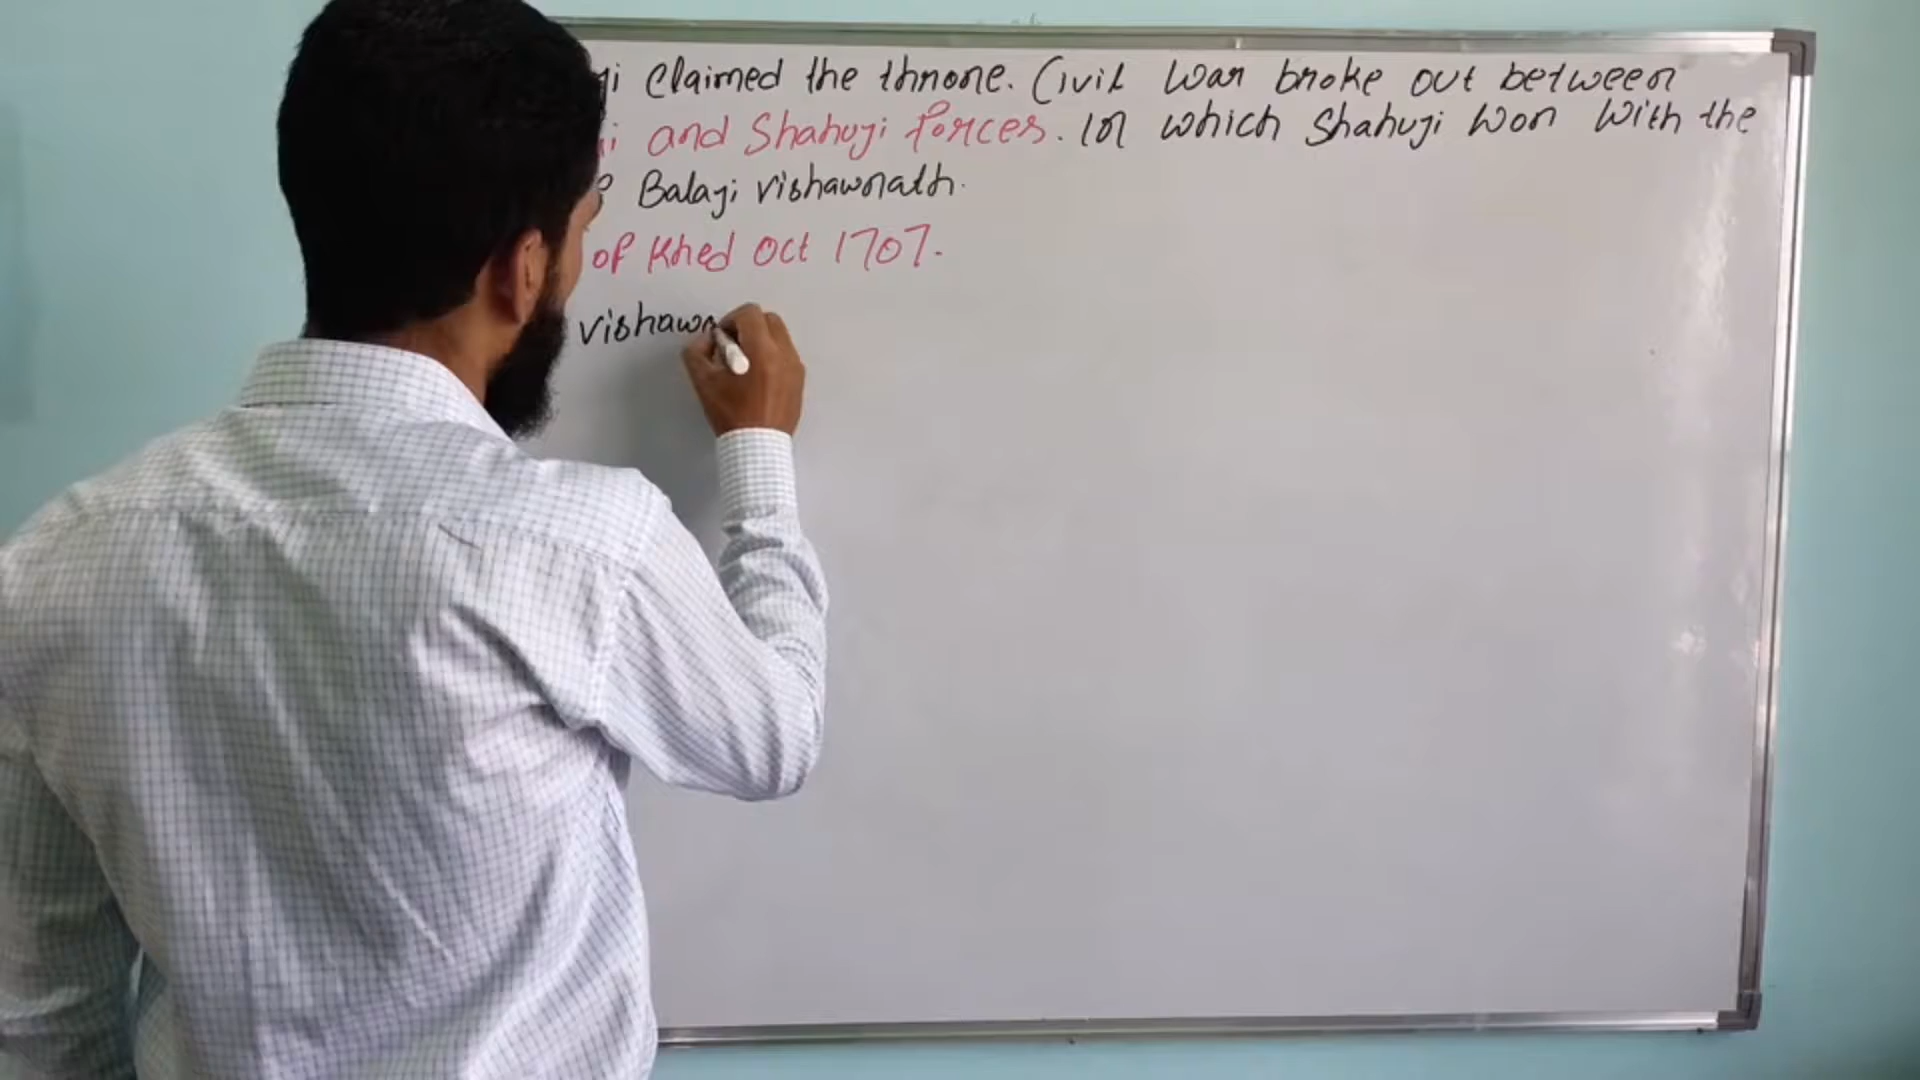 gi Claimed the throne. Civil War broke out between
i and Shahuji forces. In which Shahuji Won With the
Balaji vishawnath.
of Khed Oct 1707.
vishawn